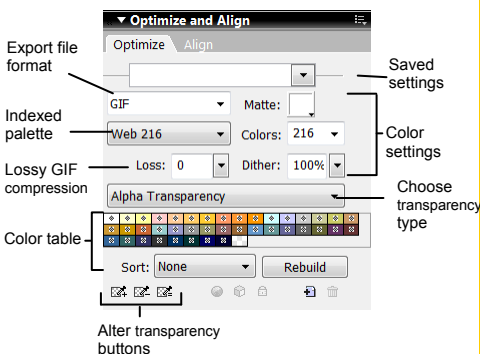 Optimize and Align
Optimize Align
Export file
format
Saved
settings
GIF Matte:
Indexed
palette
Web 216 Colors: 216
Color
settings
Lossy GIF
compression
Loss: 0 Dither: 100%
Alpha Transparency
Choose
transparency
type
Color table
Sort: None Rebuild
Alter transparency
buttons